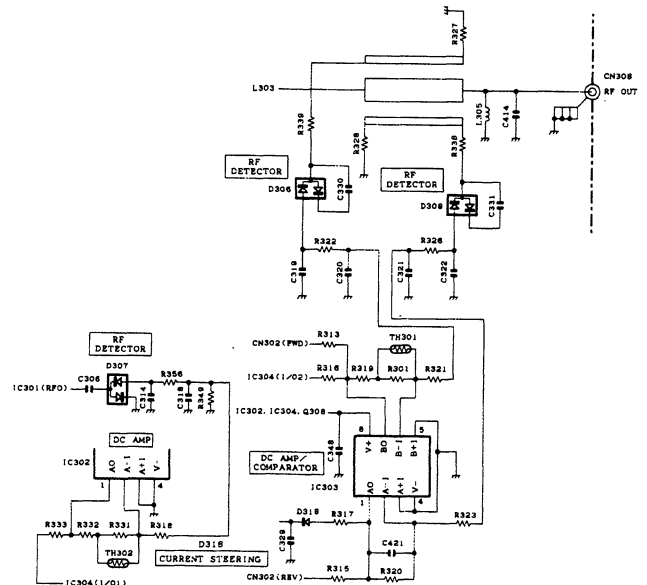 R327
CN308
L303
RF OUT
R339
R328
R338
L305
C414
RF
DETECTOR
C330
D306
RF
DETECTOR
C331
D308
R322
R326
C319
C320
C321
C322
RF
DETECTOR
D307
C306
R356
IC301(RFO)
C314
C318
R349
R313
TH301
CN302(FWD)
R316
R319
R301
R321
IC304(I/O2)
IC302, IC304, Q308
8
5
V+
BO
B-I
B+I
C348
DC AMP/
COMPARATOR
IC303
AO
A-I
A+I
V-
1
4
DC AMP
IC302
AO
A-I
A+I
V-
1
4
R333
R332
R331
R318
TH302
D318
CURRENT STEERING
IC304(I/O1)
D318
R317
R323
C329
C421
R315
R320
CN302(REV)